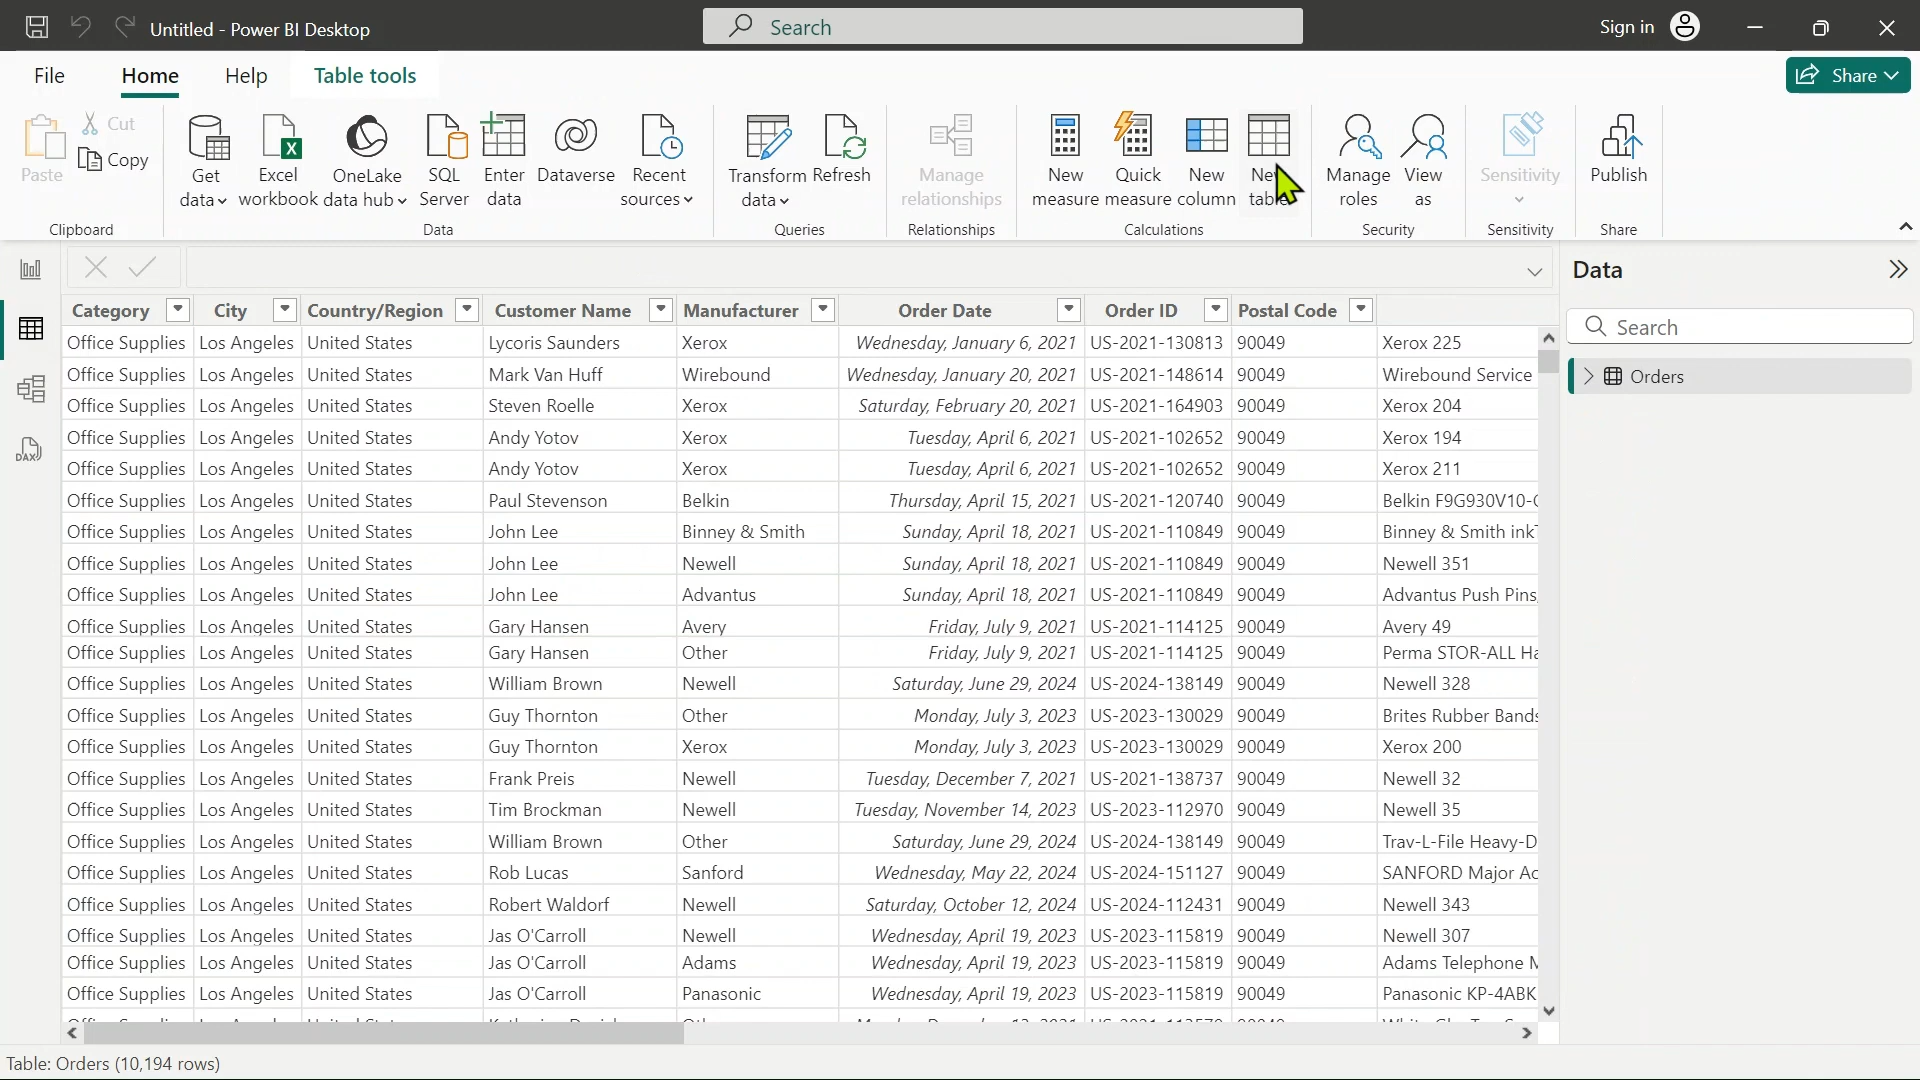 Untitled - Power BI Desktop
Search
Sign in
File
Home
Help
Table tools
Share
Paste
Cut
Copy
Clipboard
Get data
Excel workbook
OneLake data hub
SQL Server
Enter data
Dataverse
Recent sources
Data
Transform data
Refresh
Queries
Manage relationships
Relationships
New measure
Quick measure
New column
Calculations
Manage roles
View as
Security
Sensitivity
Sensitivity
Publish
Share
DAX
Category City Country/Region Customer Name Manufacturer Order Date Order ID Postal Code
Office Supplies Los Angeles United States Lycoris Saunders Xerox Wednesday, January 6, 2021 US-2021-130813 90049 Xerox 225
Office Supplies Los Angeles United States Mark Van Huff Wirebound Wednesday, January 20, 2021 US-2021-148614 90049 Wirebound Service
Office Supplies Los Angeles United States Steven Roelle Xerox Saturday, February 20, 2021 US-2021-164903 90049 Xerox 204
Office Supplies Los Angeles United States Andy Yotov Xerox Tuesday, April 6, 2021 US-2021-102652 90049 Xerox 194
Office Supplies Los Angeles United States Andy Yotov Xerox Tuesday, April 6, 2021 US-2021-102652 90049 Xerox 211
Office Supplies Los Angeles United States Paul Stevenson Belkin Thursday, April 15, 2021 US-2021-120740 90049 Belkin F9G930V10-
Office Supplies Los Angeles United States John Lee Binney & Smith Sunday, April 18, 2021 US-2021-110849 90049 Binney & Smith ink
Office Supplies Los Angeles United States John Lee Newell Sunday, April 18, 2021 US-2021-110849 90049 Newell 351
Office Supplies Los Angeles United States John Lee Advantus Sunday, April 18, 2021 US-2021-110849 90049 Advantus Push Pins,
Office Supplies Los Angeles United States Gary Hansen Avery Friday, July 9, 2021 US-2021-114125 90049 Avery 49
Office Supplies Los Angeles United States Gary Hansen Other Friday, July 9, 2021 US-2021-114125 90049 Perma STOR-ALL Ha
Office Supplies Los Angeles United States William Brown Newell Saturday, June 29, 2024 US-2024-138149 90049 Newell 328
Office Supplies Los Angeles United States Guy Thornton Other Monday, July 3, 2023 US-2023-130029 90049 Brites Rubber Bands
Office Supplies Los Angeles United States Guy Thornton Xerox Monday, July 3, 2023 US-2023-130029 90049 Xerox 200
Office Supplies Los Angeles United States Frank Preis Newell Tuesday, December 7, 2021 US-2021-138737 90049 Newell 32
Office Supplies Los Angeles United States Tim Brockman Newell Tuesday, November 14, 2023 US-2023-112970 90049 Newell 35
Office Supplies Los Angeles United States William Brown Other Saturday, June 29, 2024 US-2024-138149 90049 Trav-L-File Heavy-D
Office Supplies Los Angeles United States Rob Lucas Sanford Wednesday, May 22, 2024 US-2024-151127 90049 SANFORD Major Ac
Office Supplies Los Angeles United States Robert Waldorf Newell Saturday, October 12, 2024 US-2024-112431 90049 Newell 343
Office Supplies Los Angeles United States Jas O'Carroll Newell Wednesday, April 19, 2023 US-2023-115819 90049 Newell 307
Office Supplies Los Angeles United States Jas O'Carroll Adams Wednesday, April 19, 2023 US-2023-115819 90049 Adams Telephone
Office Supplies Los Angeles United States Jas O'Carroll Panasonic Wednesday, April 19, 2023 US-2023-115819 90049 Panasonic KP-4ABK
Data
Search
Orders
Table: Orders (10,194 rows)